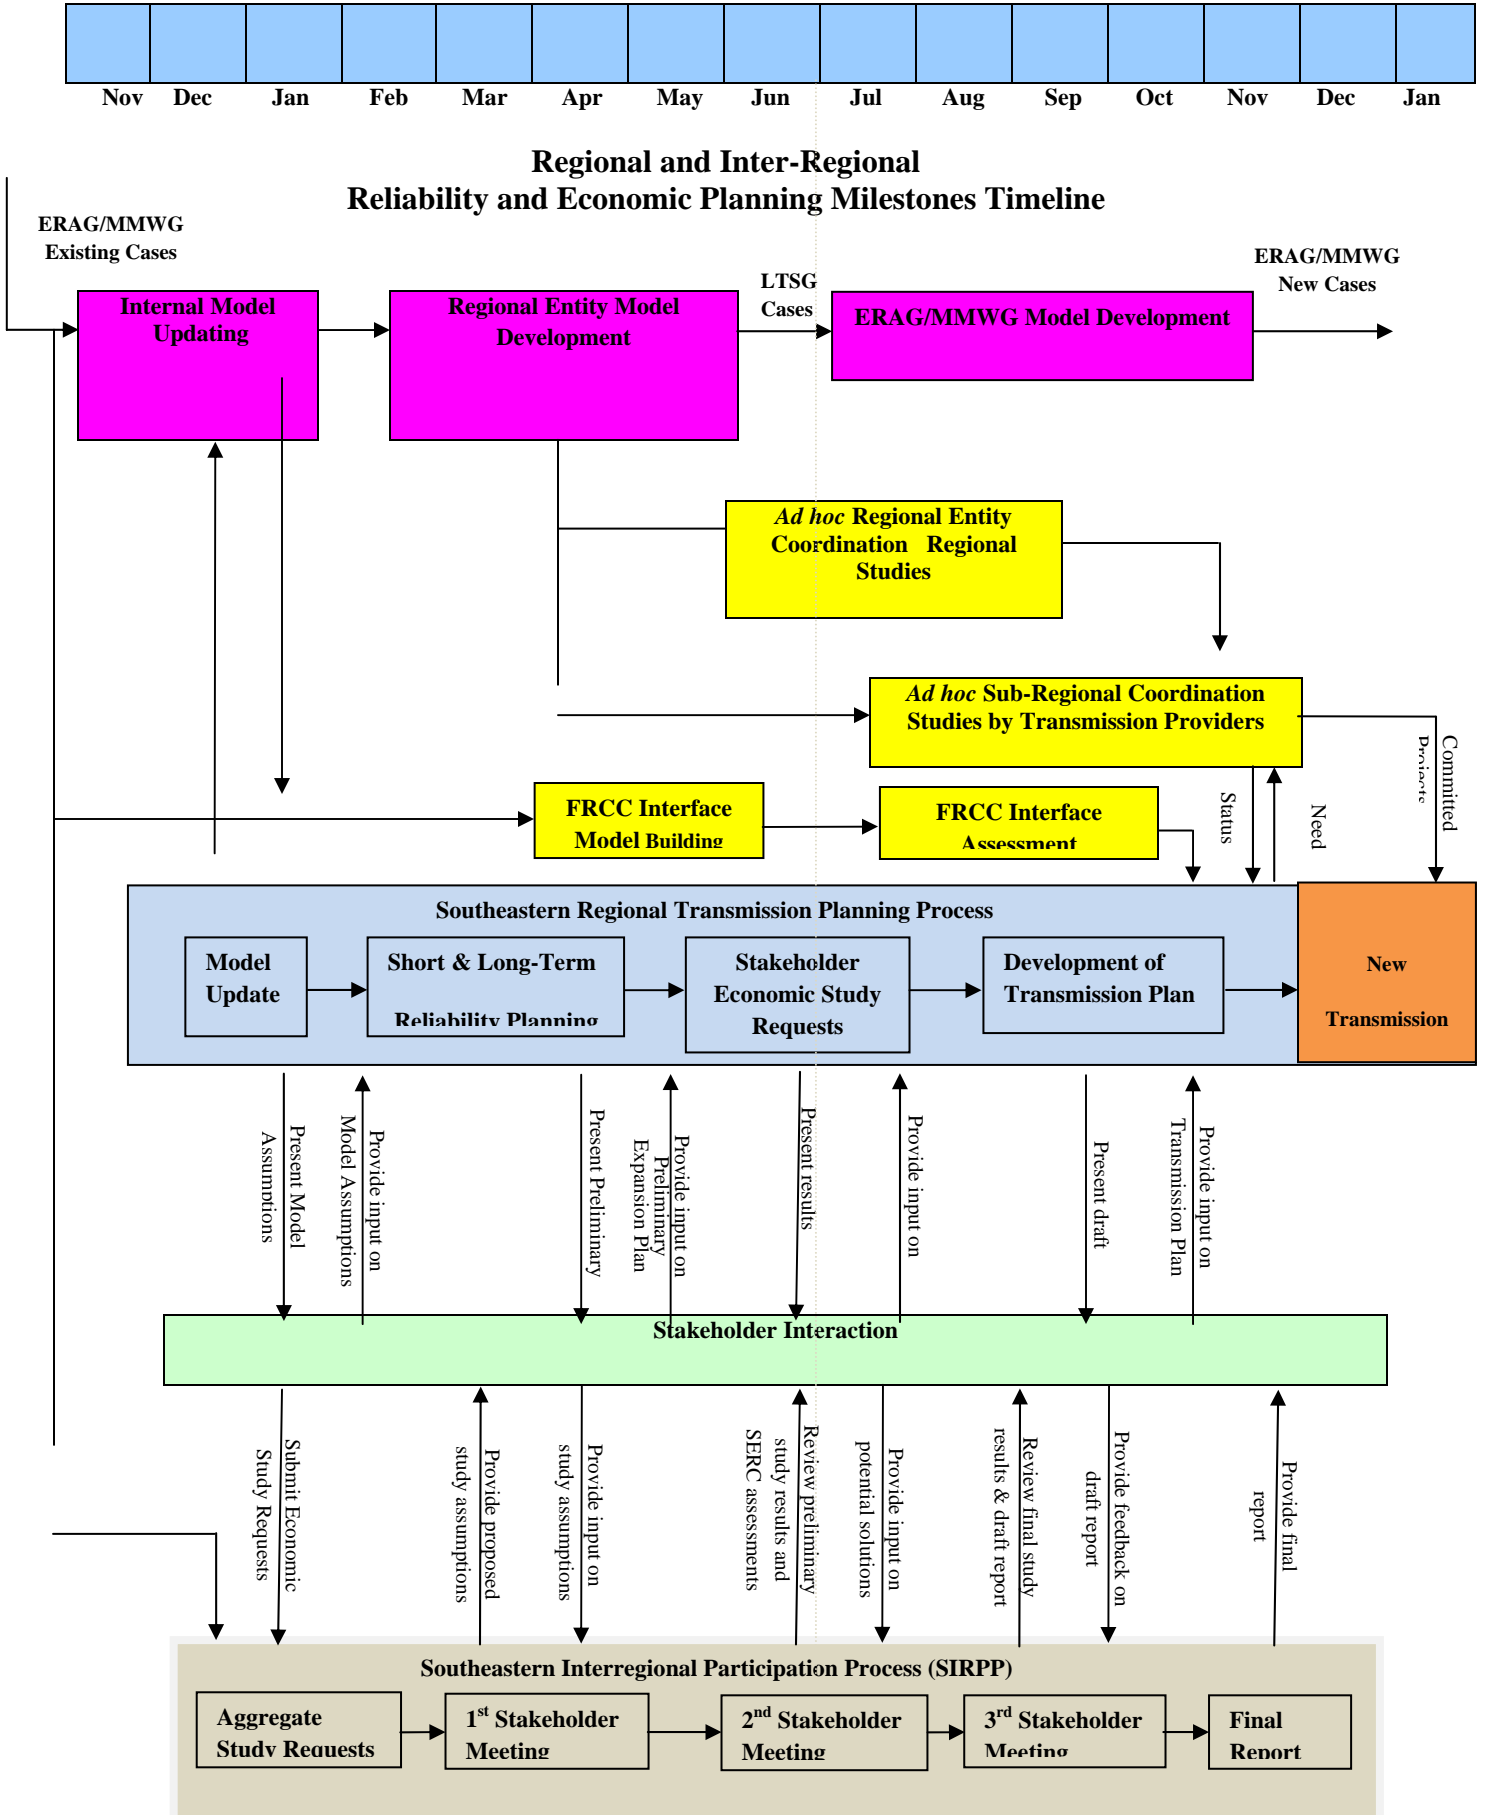 Nov Dec Jan Feb Mar Apr May Jun Jul Aug Sep Oct Nov Dec Jan
Regional and Inter-Regional
Reliability and Economic Planning Milestones Timeline
ERAG/MMWG
Existing Cases
LTSG
Cases
ERAG/MMWG
New Cases
Internal Model
Updating
Regional Entity Model
Development
ERAG/MMWG Model Development
Ad hoc Regional Entity
Coordination Regional
Studies
Ad hoc Sub-Regional Coordination
Studies by Transmission Providers
Committed
Projects
FRCC Interface
Model Building
FRCC Interface
Assessment
Status
Need
Southeastern Regional Transmission Planning Process
Model
Update
Short & Long-Term
Reliability Planning
Stakeholder
Economic Study
Requests
Development of
Transmission Plan
New
Transmission
Present Model
Assumptions
Provide input on
Model Assumptions
Present Preliminary
Provide input on
Preliminary
Expansion Plan
Present results
Provide input on
Present draft
Provide input on
Transmission Plan
Stakeholder Interaction
Submit Economic
Study Requests
Provide proposed
study assumptions
Provide input on
study assumptions
Review preliminary
study results and
SERC assessments
Provide input on
potential solutions
Review final study
results & draft report
Provide feedback on
draft report
Provide final
report
Southeastern Interregional Participation Process (SIRPP)
Aggregate
Study Requests
1st Stakeholder
Meeting
2nd Stakeholder
Meeting
3rd Stakeholder
Meeting
Final
Report